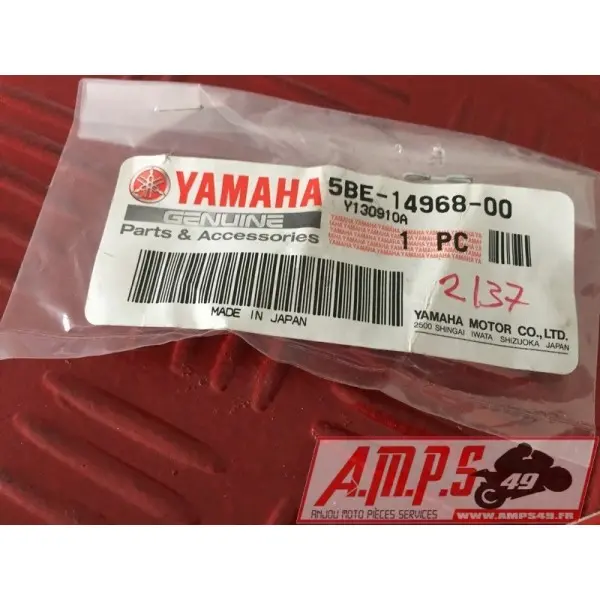 YAMAHA
GENUINE
Parts & Accessories
5BE-14968-00
Y130910A
1 PC
MADE IN JAPAN
2137
YAMAHA MOTOR CO.,LTD.
2500 SHINGAI IWATA SHIZUOKA JAPAN
A.M.P.S
49
ANJOU MOTO PIÈCES SERVICES
WWW.AMPS49.FR